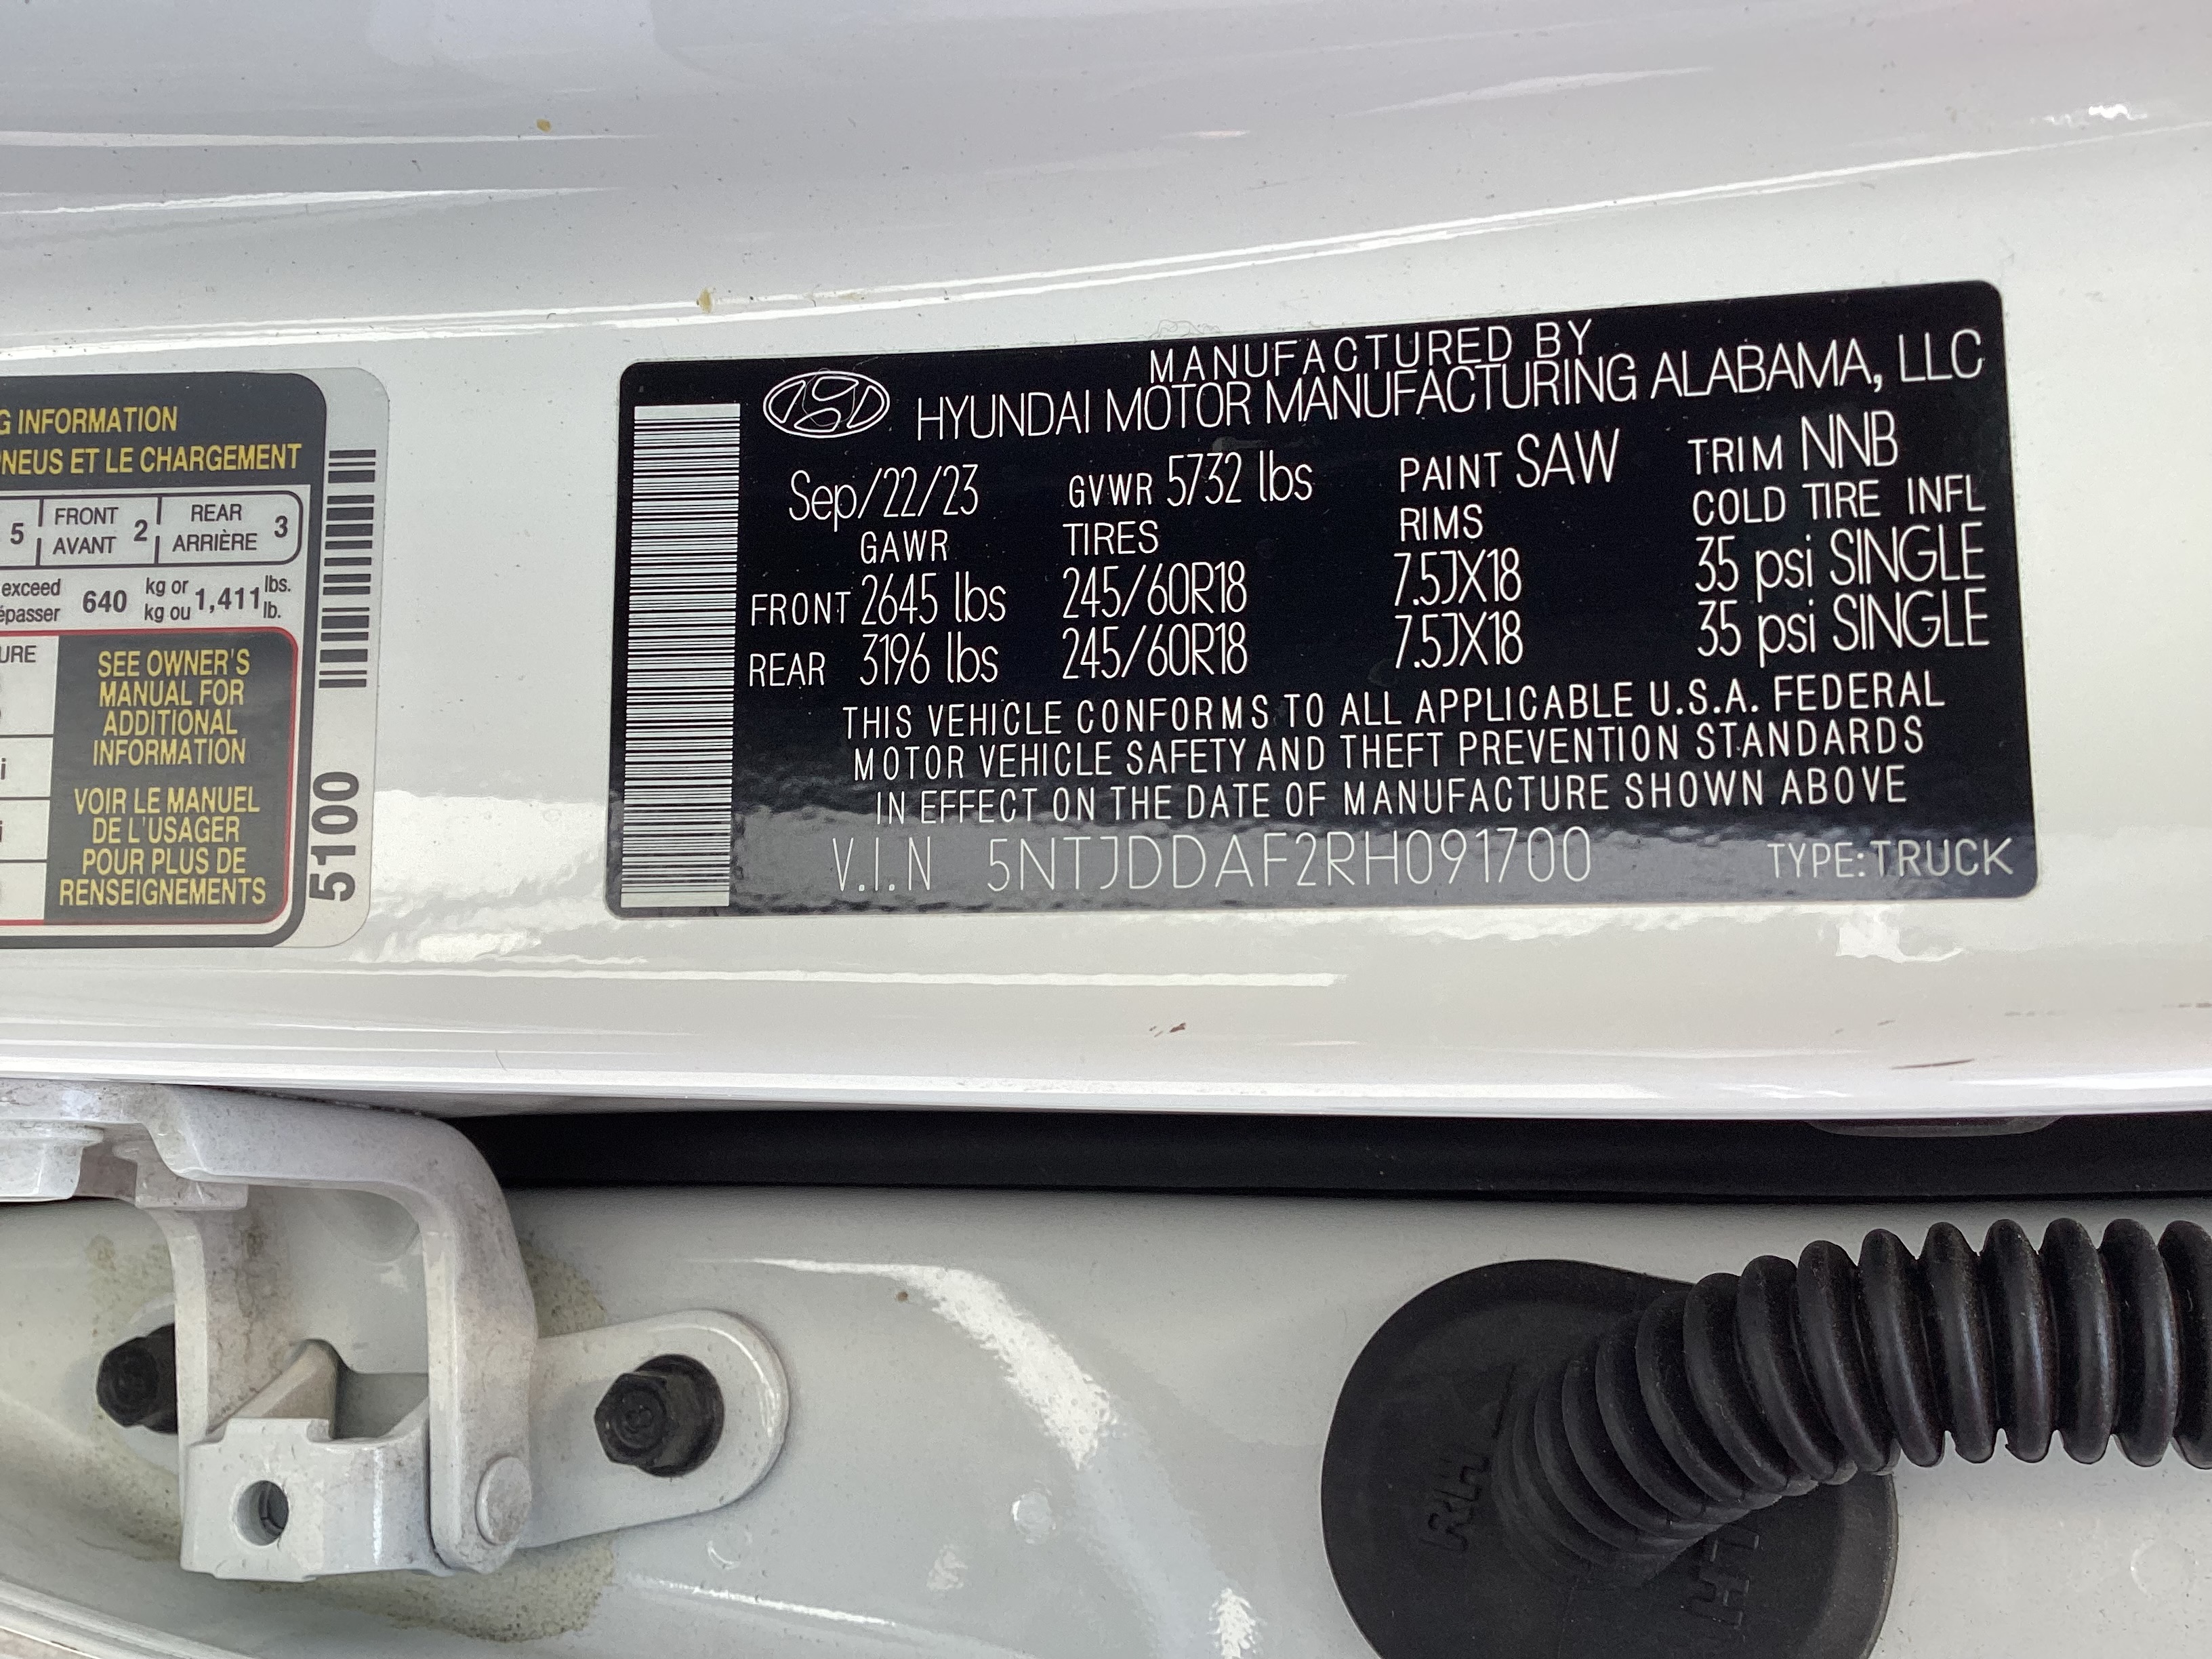 G INFORMATION
PNEUS ET LE CHARGEMENT
5 FRONT AVANT 2 REAR ARRIÈRE 3
exceed 640 kg or 1,411 lbs.
épasser kg ou lb.
URE
SEE OWNER'S
MANUAL FOR
ADDITIONAL
INFORMATION
VOIR LE MANUEL
DE L'USAGER
POUR PLUS DE
RENSEIGNEMENTS
5100
MANUFACTURED BY
HYUNDAI MOTOR MANUFACTURING ALABAMA, LLC
Sep/22/23 GVWR 5732 lbs PAINT SAW TRIM NNB
GAWR TIRES RIMS COLD TIRE INFL
FRONT 2645 lbs 245/60R18 7.5JX18 35 psi SINGLE
REAR 3196 lbs 245/60R18 7.5JX18 35 psi SINGLE
THIS VEHICLE CONFORMS TO ALL APPLICABLE U.S.A. FEDERAL
MOTOR VEHICLE SAFETY AND THEFT PREVENTION STANDARDS
IN EFFECT ON THE DATE OF MANUFACTURE SHOWN ABOVE
V.I.N 5NTJDDAF2RH091700 TYPE:TRUCK
RH